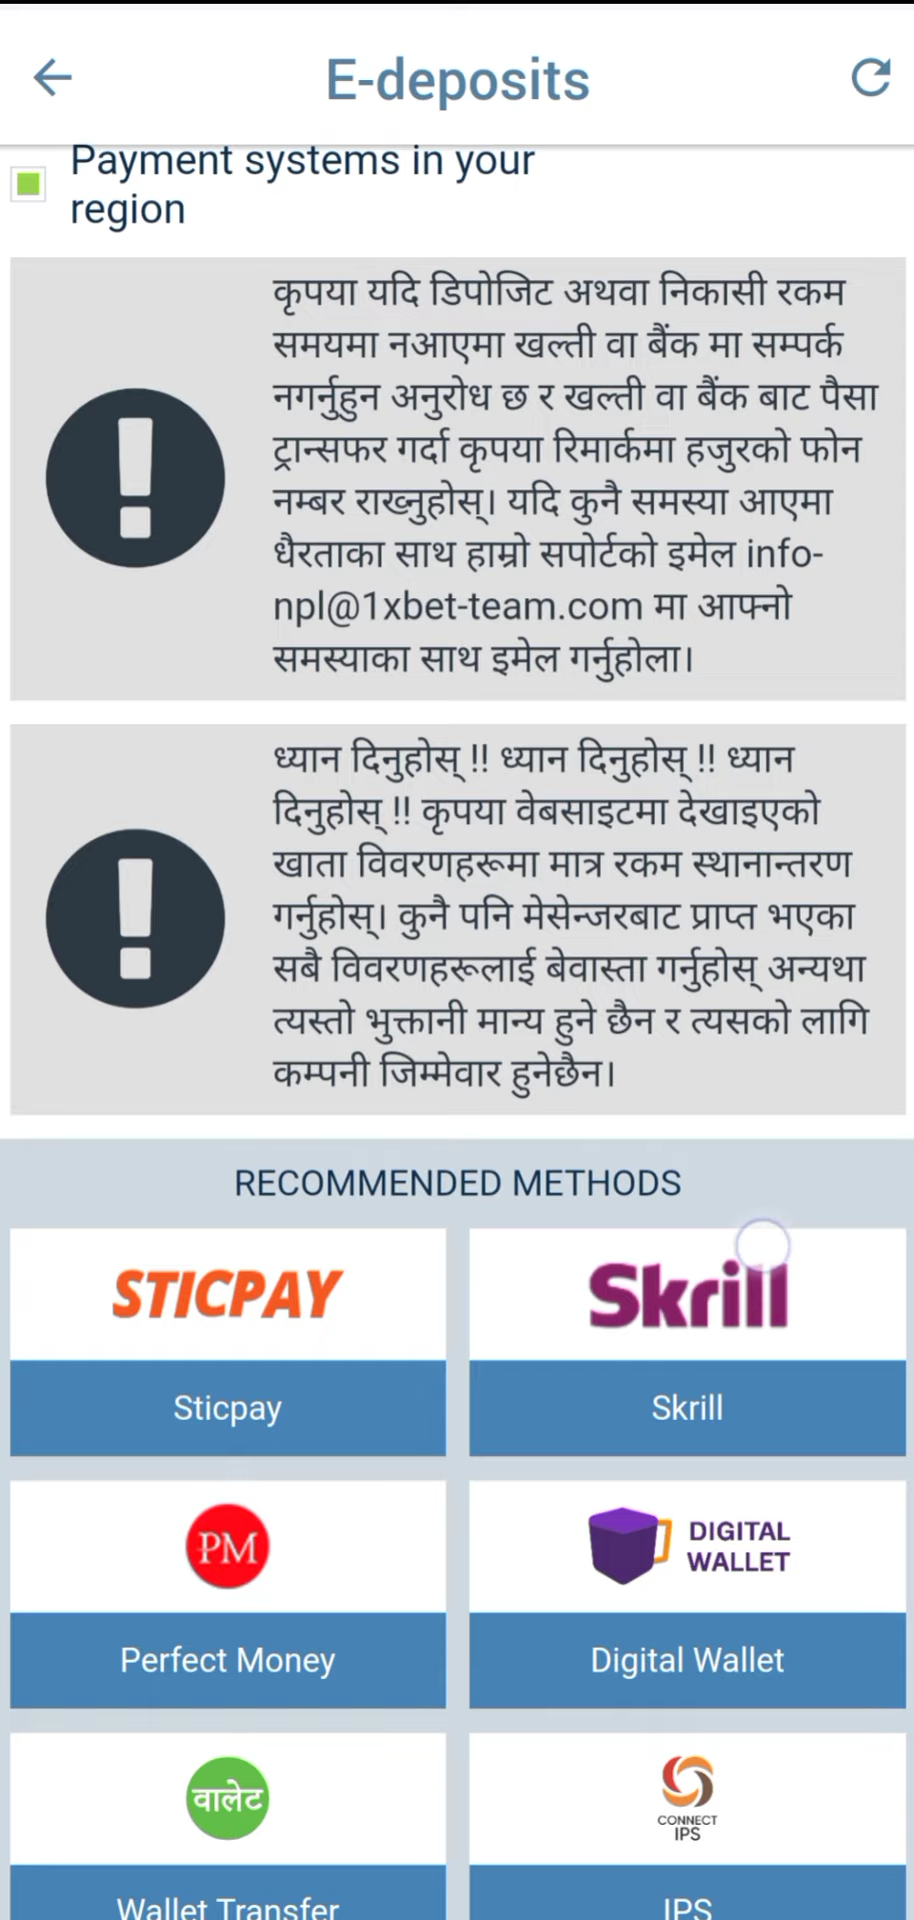 E-deposits
Payment systems in your
region
कृपया यदि डिपोजिट अथवा निकासी रकम
समयमा नआएमा खल्ती वा बैंक मा सम्पर्क
नगर्नुहुन अनुरोध छ र खल्ती वा बैंक बाट पैसा
ट्रान्सफर गर्दा कृपया रिमार्कमा हजुरको फोन
नम्बर राख्नुहोस्। यदि कुनै समस्या आएमा
धैरताका साथ हाम्रो सपोर्टको इमेल info-
npl@1xbet-team.com मा आफ्नो
समस्याका साथ इमेल गर्नुहोला।
ध्यान दिनुहोस् !! ध्यान दिनुहोस् !! ध्यान
दिनुहोस् !! कृपया वेबसाइटमा देखाइएको
खाता विवरणहरूमा मात्र रकम स्थानान्तरण
गर्नुहोस्। कुनै पनि मेसेन्जरबाट प्राप्त भएका
सबै विवरणहरूलाई बेवास्ता गर्नुहोस् अन्यथा
त्यस्तो भुक्तानी मान्य हुने छैन र त्यसको लागि
कम्पनी जिम्मेवार हुनेछैन।
RECOMMENDED METHODS
STICPAY
Skrill
Sticpay
Skrill
PM
DIGITAL
WALLET
Perfect Money
Digital Wallet
वालेट
CONNECT
IPS
Wallet Transfer
IPS